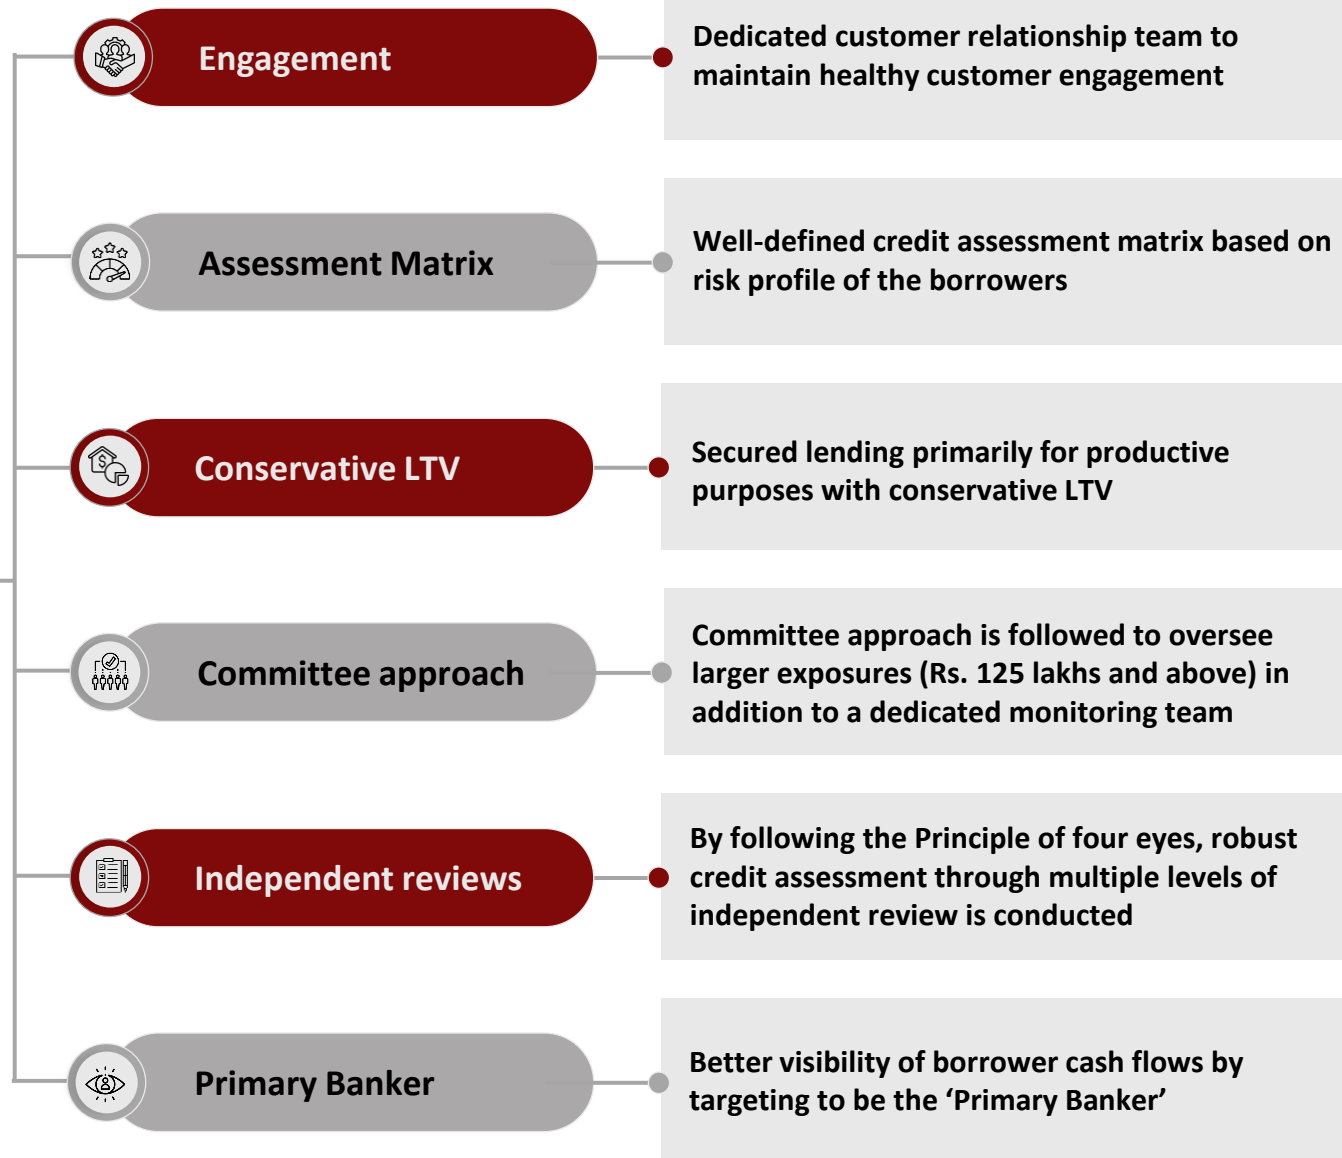 Engagement
Dedicated customer relationship team to
maintain healthy customer engagement
Assessment Matrix
Well-defined credit assessment matrix based on
risk profile of the borrowers
Conservative LTV
Secured lending primarily for productive
purposes with conservative LTV
Committee approach
Committee approach is followed to oversee
larger exposures (Rs. 125 lakhs and above) in
addition to a dedicated monitoring team
Independent reviews
By following the Principle of four eyes, robust
credit assessment through multiple levels of
independent review is conducted
Primary Banker
Better visibility of borrower cash flows by
targeting to be the ‘Primary Banker’